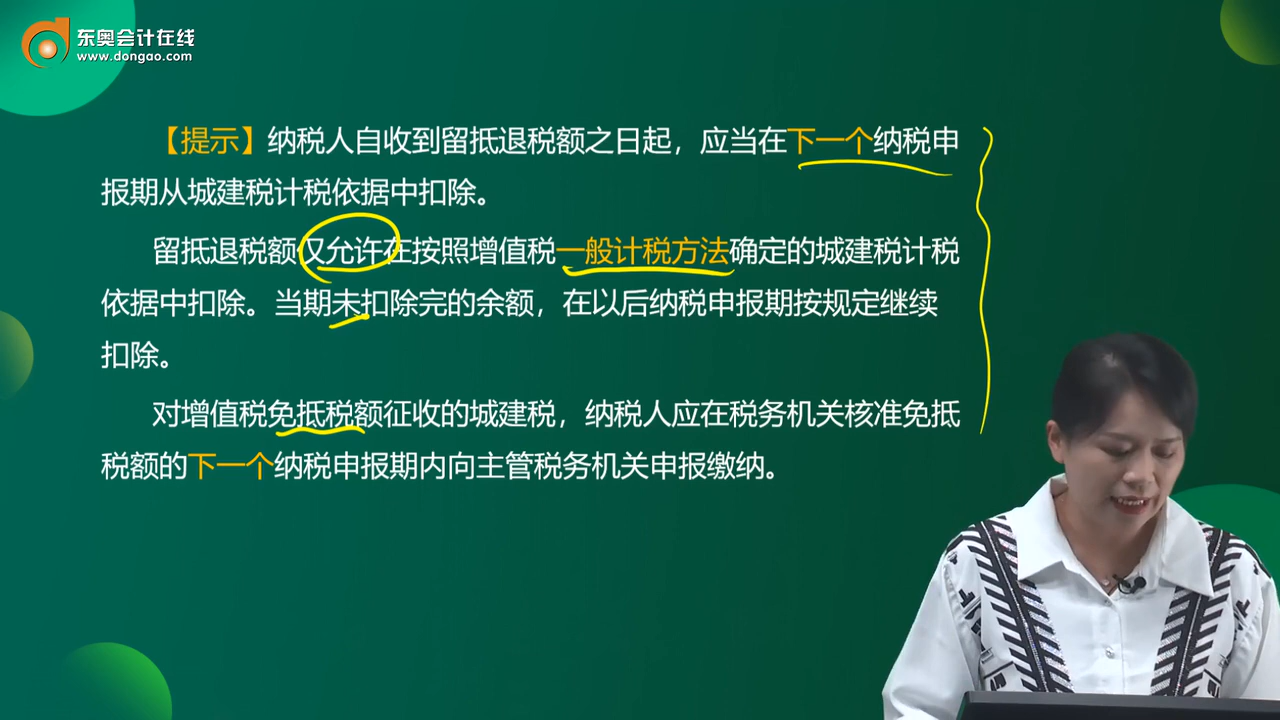 东奥会计在线
www.dongao.com
【提示】纳税人自收到留抵退税额之日起，应当在下一个纳税申
报期从城建税计税依据中扣除。
留抵退税额仅允许在按照增值税一般计税方法确定的城建税计税
依据中扣除。当期未扣除完的余额，在以后纳税申报期按规定继续
扣除。
对增值税免抵税额征收的城建税，纳税人应在税务机关核准免抵
税额的下一个纳税申报期内向主管税务机关申报缴纳。